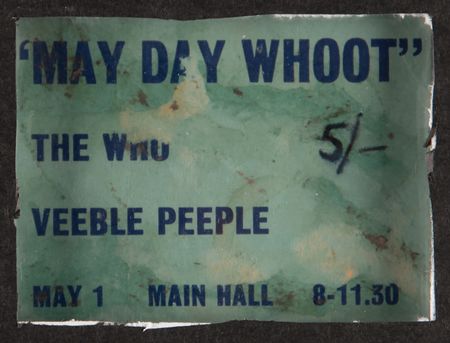 'MAY DAY WHOOT"
THE WHO 5/-
VEEBLE PEEPLE
MAY 1 MAIN HALL 8-11.30